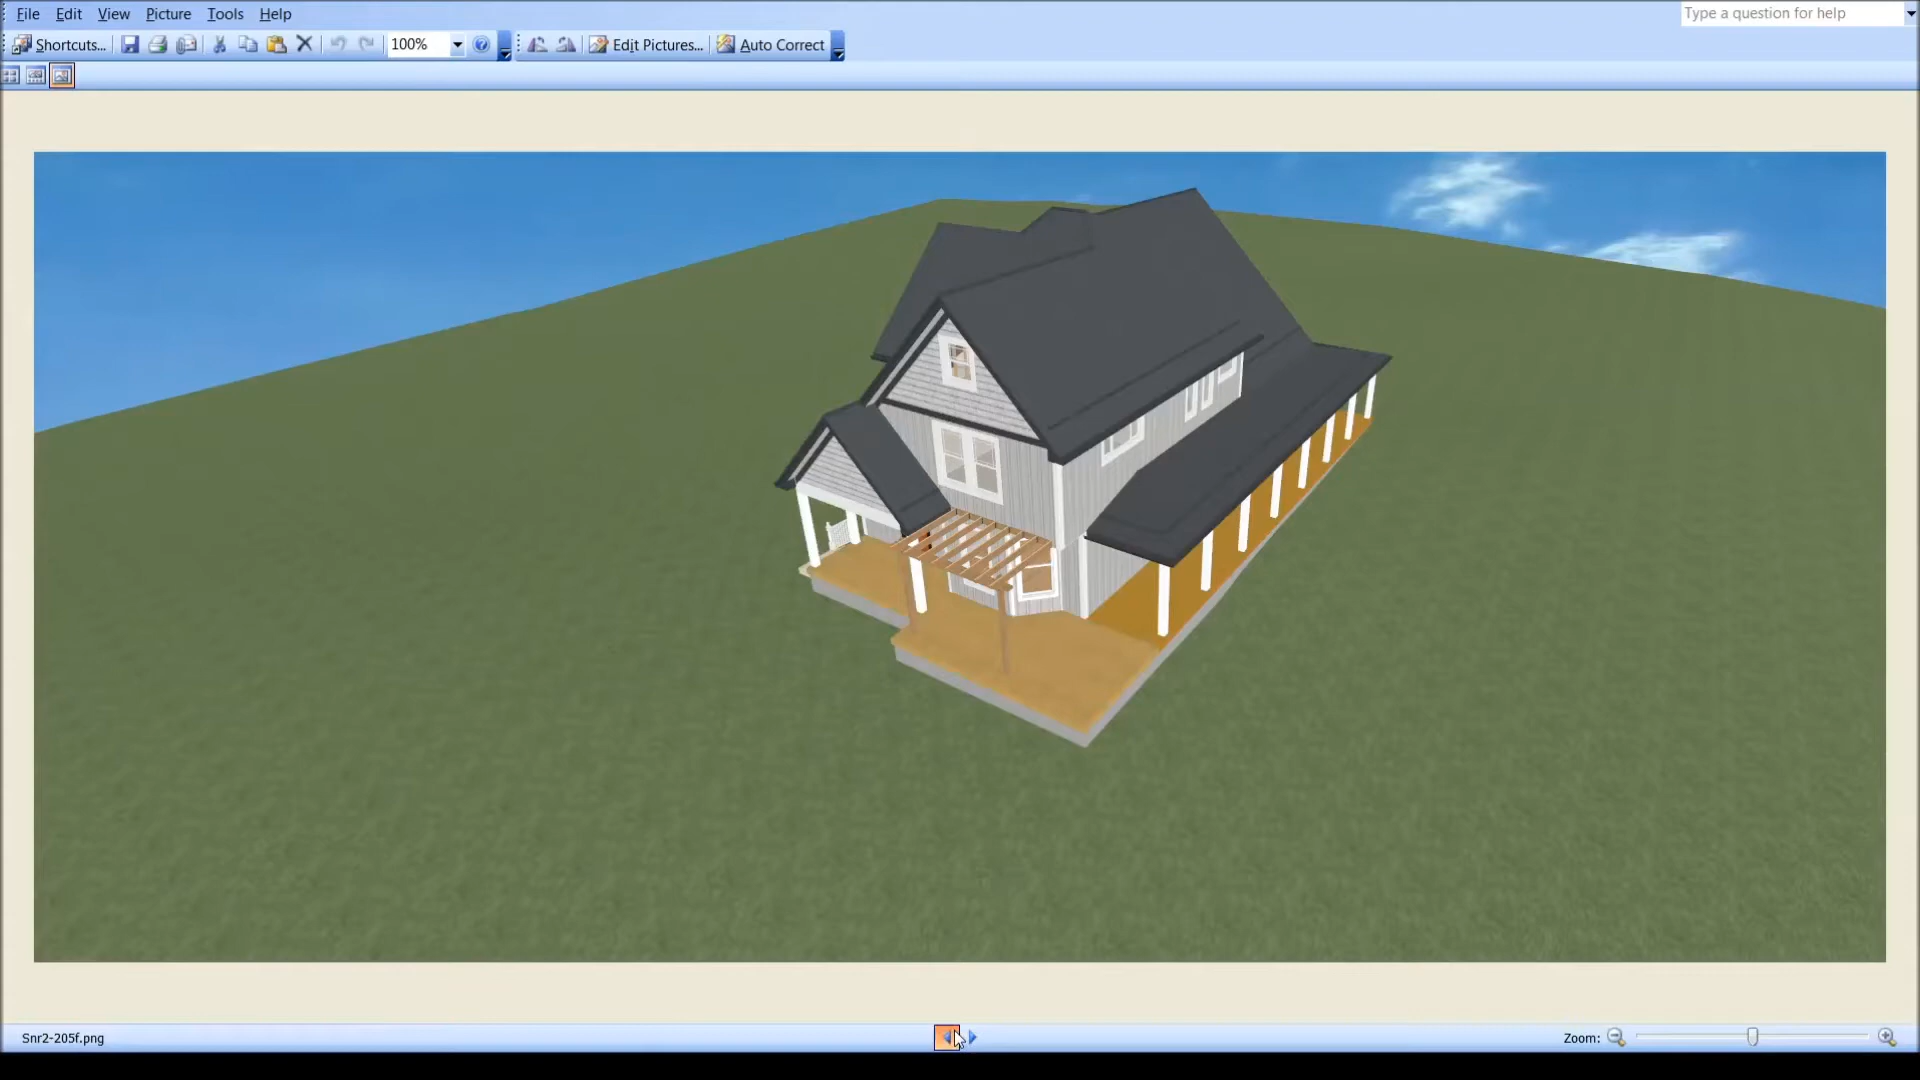 File Edit View Picture Tools Help
Type a question for help
Shortcuts... 100% Edit Pictures... Auto Correct
Snr2-205f.png
Zoom: